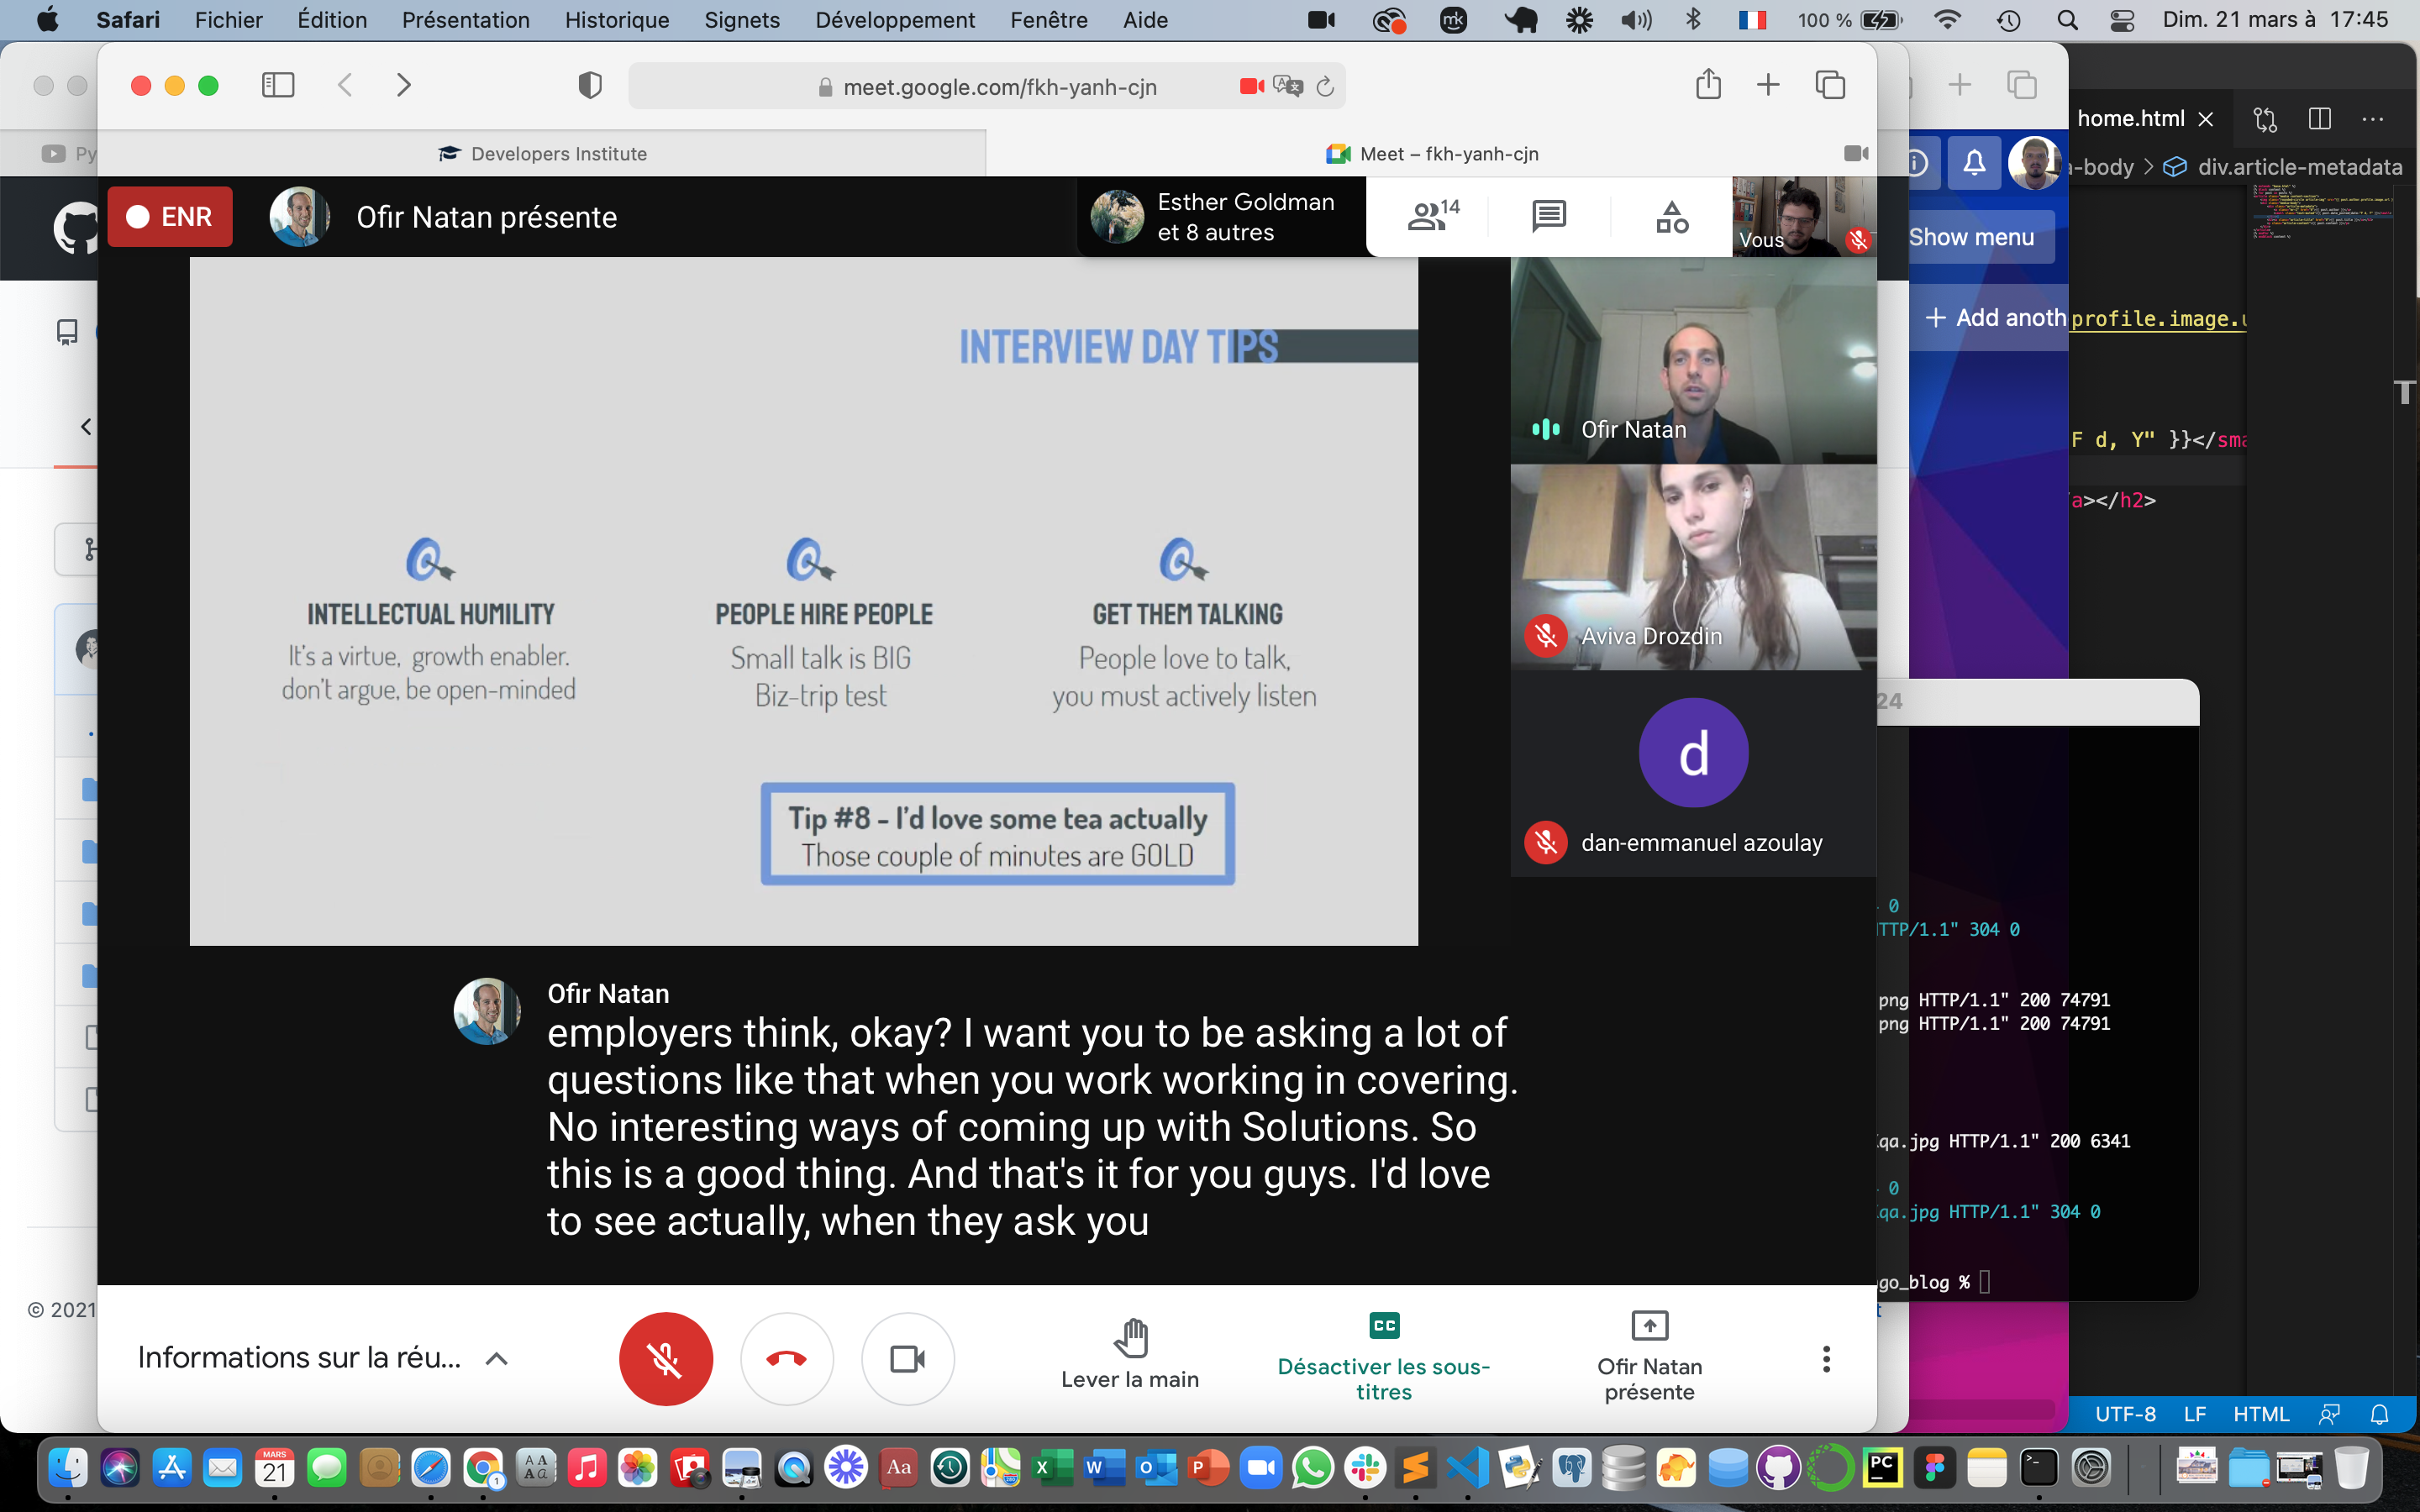 Safari Fichier Édition Présentation Historique Signets Développement Fenêtre Aide
100 % Dim. 21 mars à 17:45
meet.google.com/fkh-yanh-cjn
Py
Developers Institute
Meet – fkh-yanh-cjn
home.html
a-body > div.article-metadata
ENR
Ofir Natan présente
Esther Goldman
et 8 autres
14
Vous
Show menu
+ Add anoth
profile.image.u
F d, Y" }}</sma
a></h2>
INTERVIEW DAY TIPS
INTELLECTUAL HUMILITY
It's a virtue, growth enabler.
don't argue, be open-minded
PEOPLE HIRE PEOPLE
Small talk is BIG
Biz-trip test
GET THEM TALKING
People love to talk,
you must actively listen
Tip #8 - I'd love some tea actually
Those couple of minutes are GOLD
Ofir Natan
Aviva Drozdin
d
dan-emmanuel azoulay
24
0
TTP/1.1" 304 0
png HTTP/1.1" 200 74791
png HTTP/1.1" 200 74791
qa.jpg HTTP/1.1" 200 6341
0
qa.jpg HTTP/1.1" 304 0
go_blog %
Ofir Natan
employers think, okay? I want you to be asking a lot of
questions like that when you work working in covering.
No interesting ways of coming up with Solutions. So
this is a good thing. And that's it for you guys. I'd love
to see actually, when they ask you
© 2021
Informations sur la réu...
Lever la main
CC
Désactiver les sous-
titres
Ofir Natan
présente
UTF-8 LF HTML
MARS
21